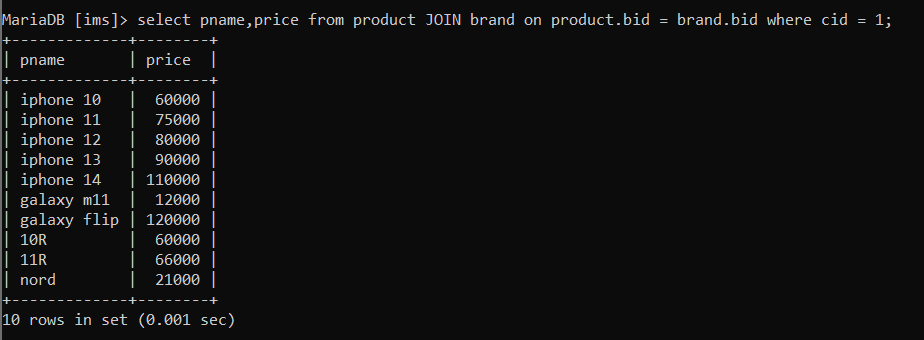 MariaDB [ims]> select pname,price from product JOIN brand on product.bid = brand.bid where cid = 1;
+-------------+--------+
| pname       | price  |
+-------------+--------+
| iphone 10   |  60000 |
| iphone 11   |  75000 |
| iphone 12   |  80000 |
| iphone 13   |  90000 |
| iphone 14   | 110000 |
| galaxy m11  |  12000 |
| galaxy flip | 120000 |
| 10R         |  60000 |
| 11R         |  66000 |
| nord        |  21000 |
+-------------+--------+
10 rows in set (0.001 sec)